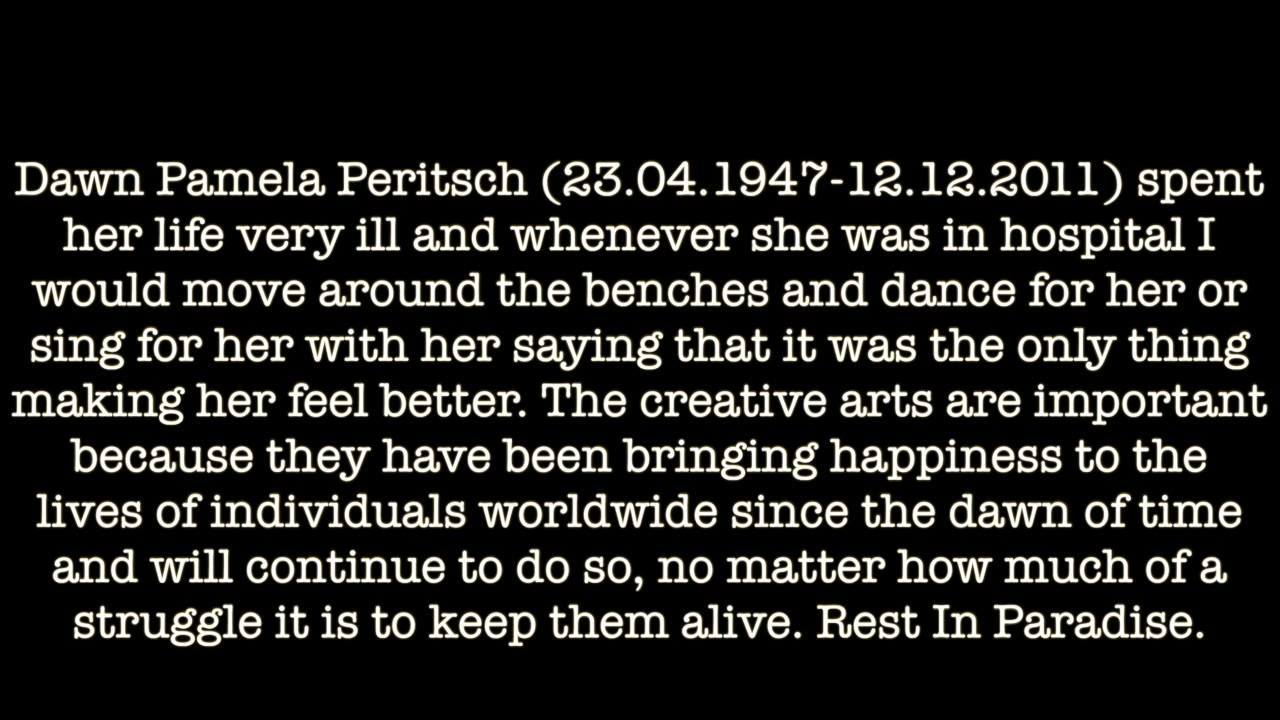 Dawn Pamela Peritsch (23.04.1947-12.12.2011) spent
her life very ill and whenever she was in hospital I
would move around the benches and dance for her or
sing for her with her saying that it was the only thing
making her feel better. The creative arts are important
because they have been bringing happiness to the
lives of individuals worldwide since the dawn of time
and will continue to do so, no matter how much of a
struggle it is to keep them alive. Rest In Paradise.